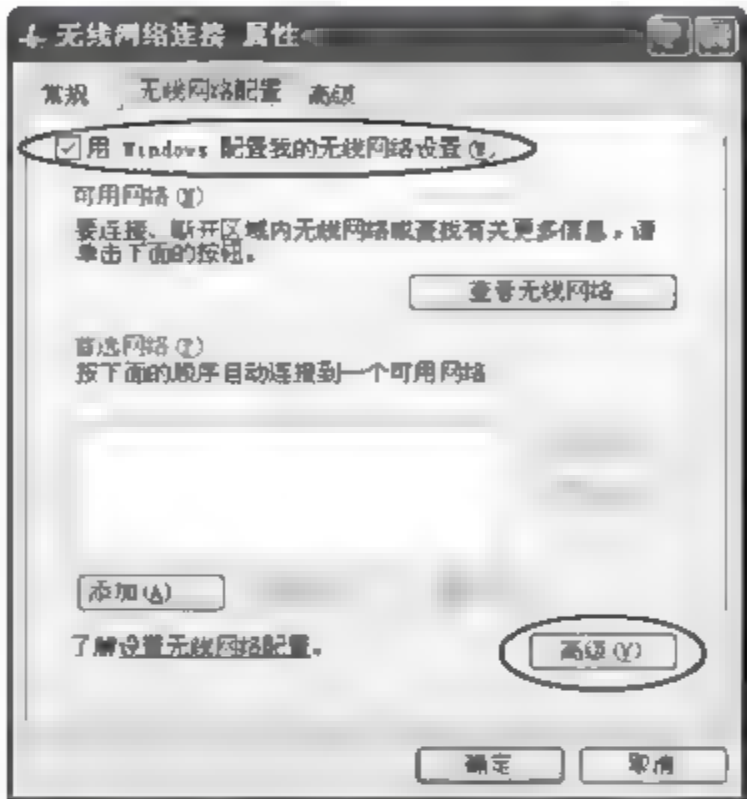 无线网络连接 属性
常规 无线网络配置 高级
用 Windows 配置我的无线网络设置(W)
可用网络(N)
要连接、断开区域内无线网络或查找有关更多信息,请
单击下面的按钮。
查看无线网络
首选网络(P)
按下面的顺序自动连接到一个可用网络
添加(A)
了解设置无线网络配置。
高级(V)
确定 取消